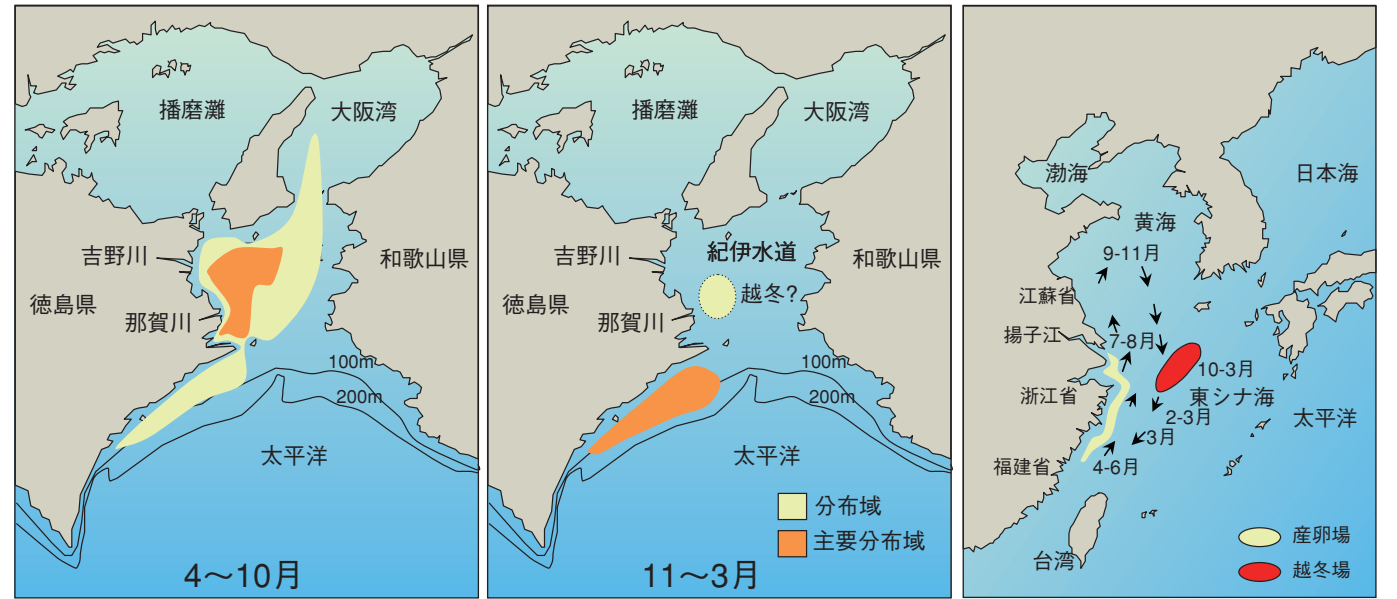 播磨灘
大阪湾
吉野川
和歌山県
徳島県
那賀川
100m
200m
太平洋
4〜10月
播磨灘
大阪湾
吉野川
紀伊水道
和歌山県
徳島県
越冬?
那賀川
100m
200m
太平洋
分布域
主要分布域
11〜3月
渤海
日本海
黄海
9-11月
江蘇省
揚子江
7-8月
10-3月
浙江省
東シナ海
2-3月
太平洋
3月
福建省
4-6月
産卵場
台湾
越冬場